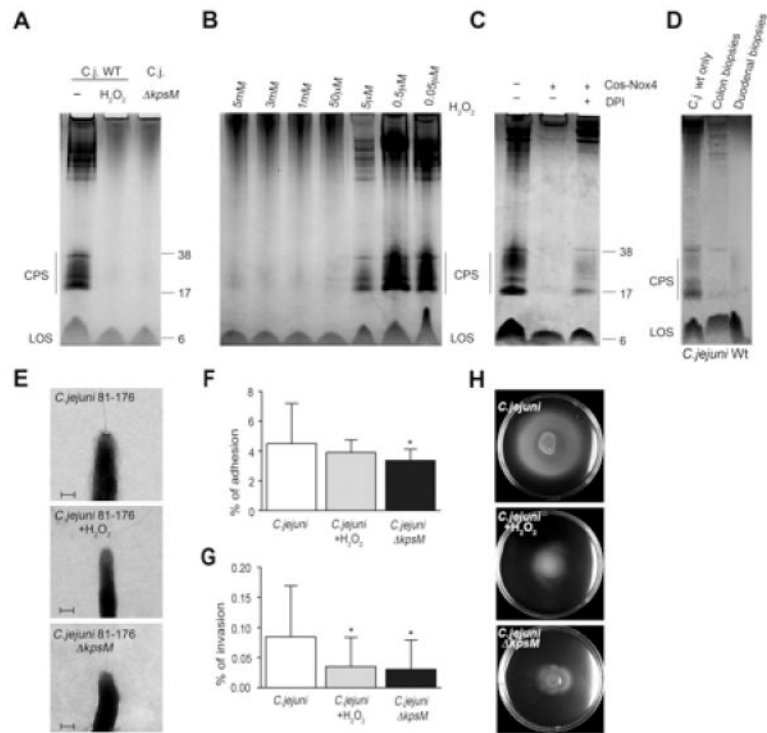 A
C.j. WT
C.j.
– H₂O₂ ΔkpsM
CPS
LOS
38
17
6
B
5mM 3mM 1mM 50µM 5µM 0.5µM 0.05µM H₂O₂
CPS
LOS
C
– + + Cos-Nox4
– – + DPI
CPS
LOS
38
17
6
D
C.j wt only
Colon biopsies
Duodenal biopsies
CPS
LOS
C.jejuni Wt
E
C.jejuni 81-176
C.jejuni 81-176
+H₂O₂
C.jejuni 81-176
ΔkpsM
F
% of adhesion
8
6
4
2
0
*
C.jejuni C.jejuni +H₂O₂ C.jejuni ΔkpsM
G
% of invasion
0.20
0.15
0.10
0.05
0.00
* *
C.jejuni C.jejuni +H₂O₂ C.jejuni ΔkpsM
H
C.jejuni
C.jejuni
+H₂O₂
C.jejuni
ΔkpsM